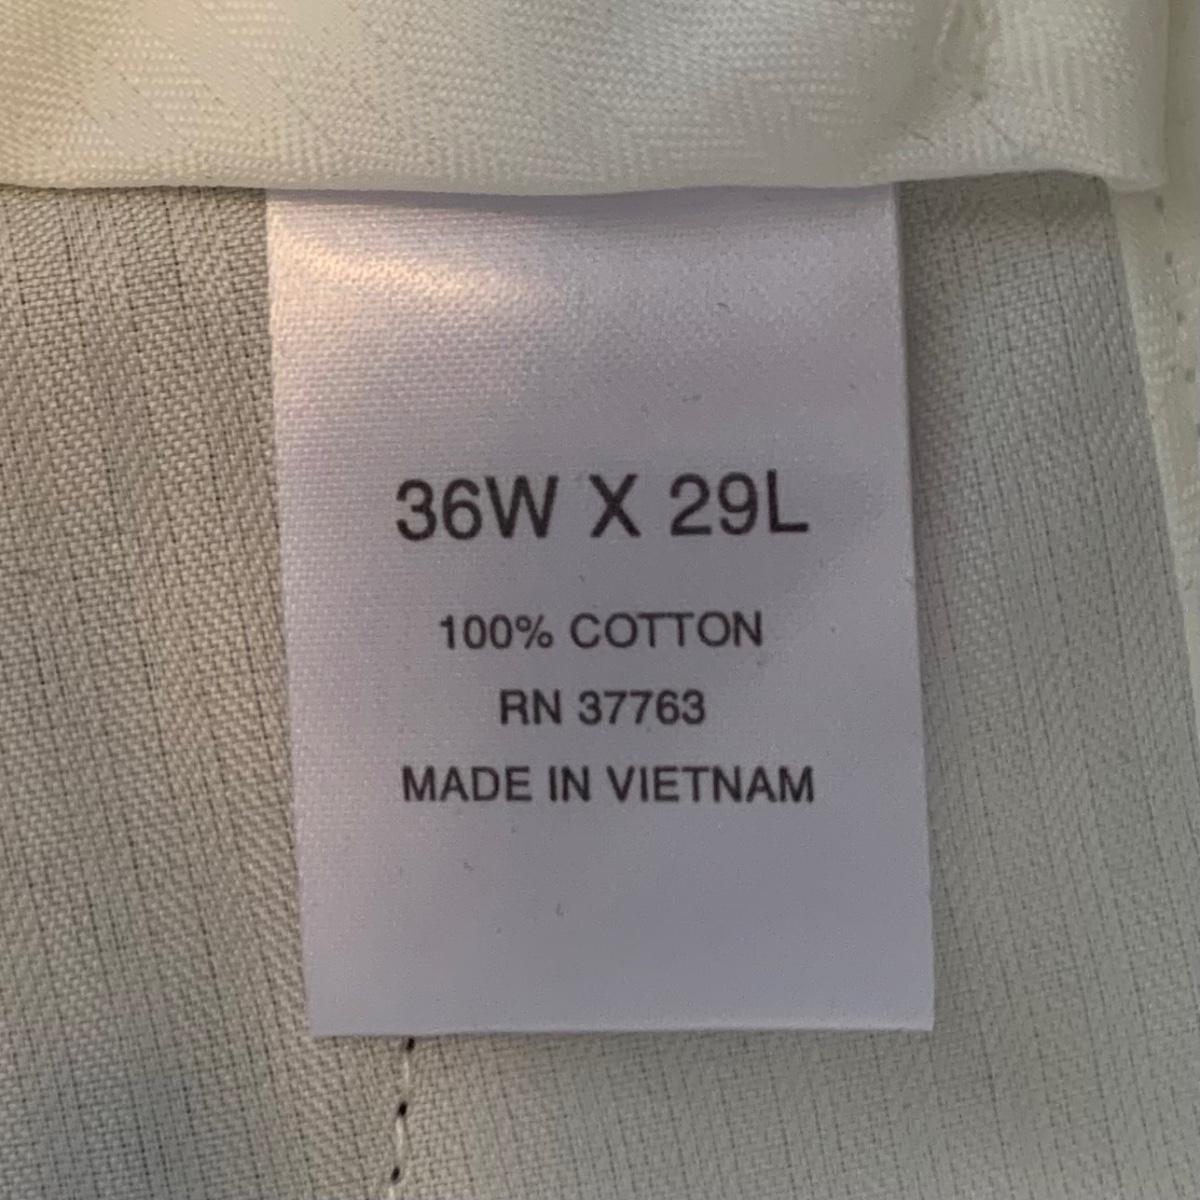 36W X 29L
100% COTTON
RN 37763
MADE IN VIETNAM